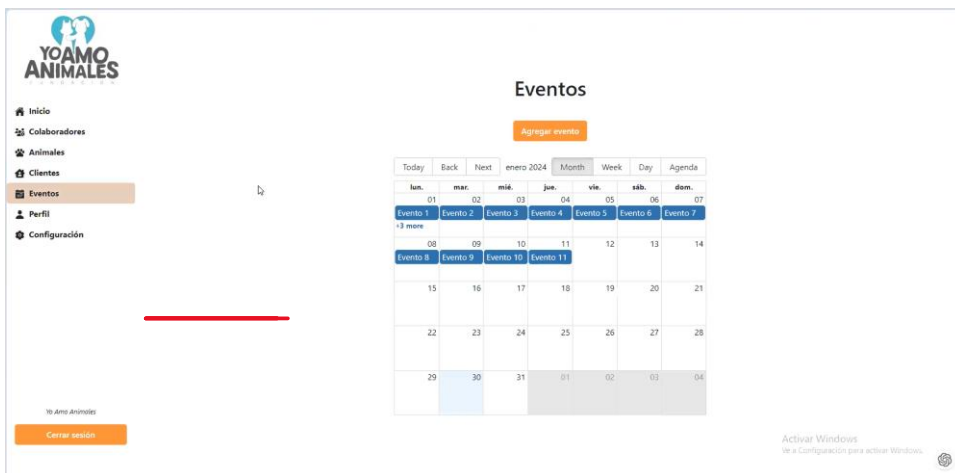 YO AMO
ANIMALES
FUNDACIÓN
Inicio
Colaboradores
Animales
Clientes
Eventos
Perfil
Configuración
Yo Amo Animales
Cerrar sesión
Eventos
Agregar evento
Today Back Next enero 2024 Month Week Day Agenda
lun. mar. mié. jue. vie. sáb. dom.
01 02 03 04 05 06 07
Evento 1 Evento 2 Evento 3 Evento 4 Evento 5 Evento 6 Evento 7
+3 more
08 09 10 11 12 13 14
Evento 8 Evento 9 Evento 10 Evento 11
15 16 17 18 19 20 21
22 23 24 25 26 27 28
29 30 31 01 02 03 04
Activar Windows
Ve a Configuración para activar Windows.